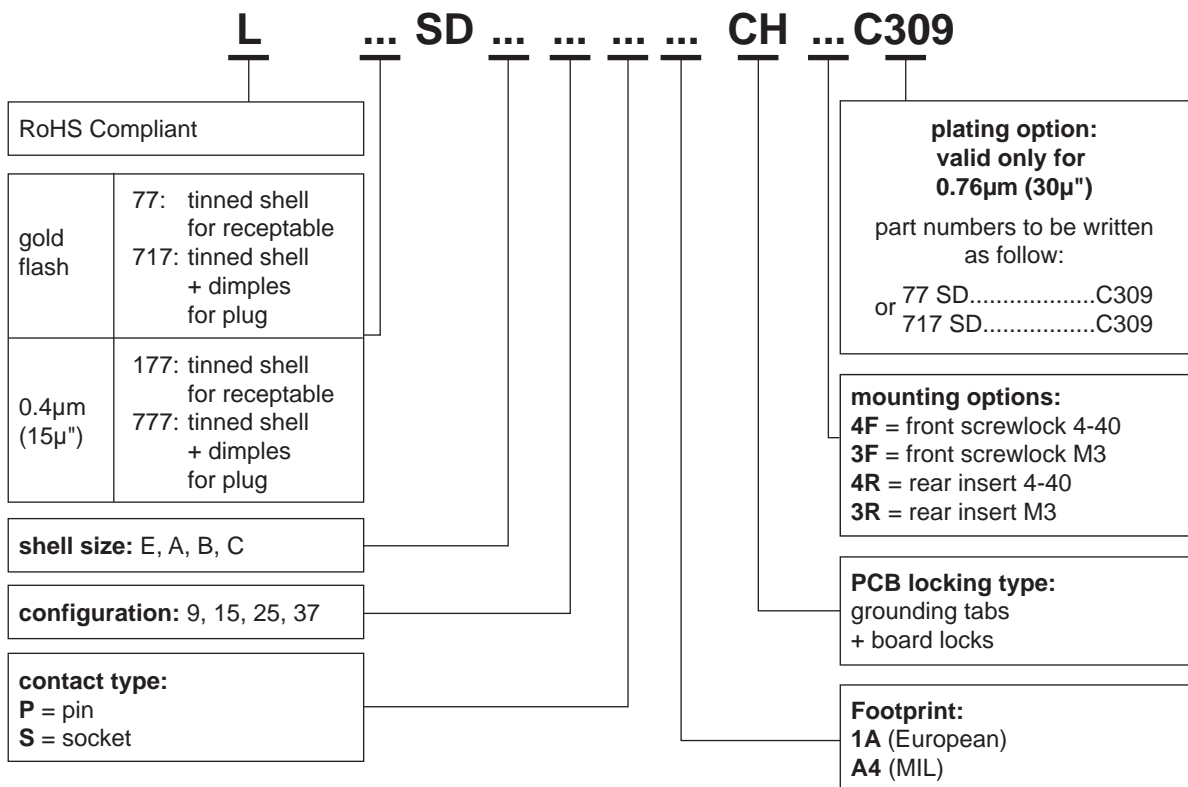 L ... SD ... ... ... ... CH ... C309
RoHS Compliant
gold
flash
77: tinned shell
for receptable
717: tinned shell
+ dimples
for plug
0.4µm
(15µ")
177: tinned shell
for receptable
777: tinned shell
+ dimples
for plug
shell size: E, A, B, C
configuration: 9, 15, 25, 37
contact type:
P = pin
S = socket
plating option:
valid only for
0.76µm (30µ")
part numbers to be written
as follow:
77 SD...................C309
or
717 SD.................C309
mounting options:
4F = front screwlock 4-40
3F = front screwlock M3
4R = rear insert 4-40
3R = rear insert M3
PCB locking type:
grounding tabs
+ board locks
Footprint:
1A (European)
A4 (MIL)